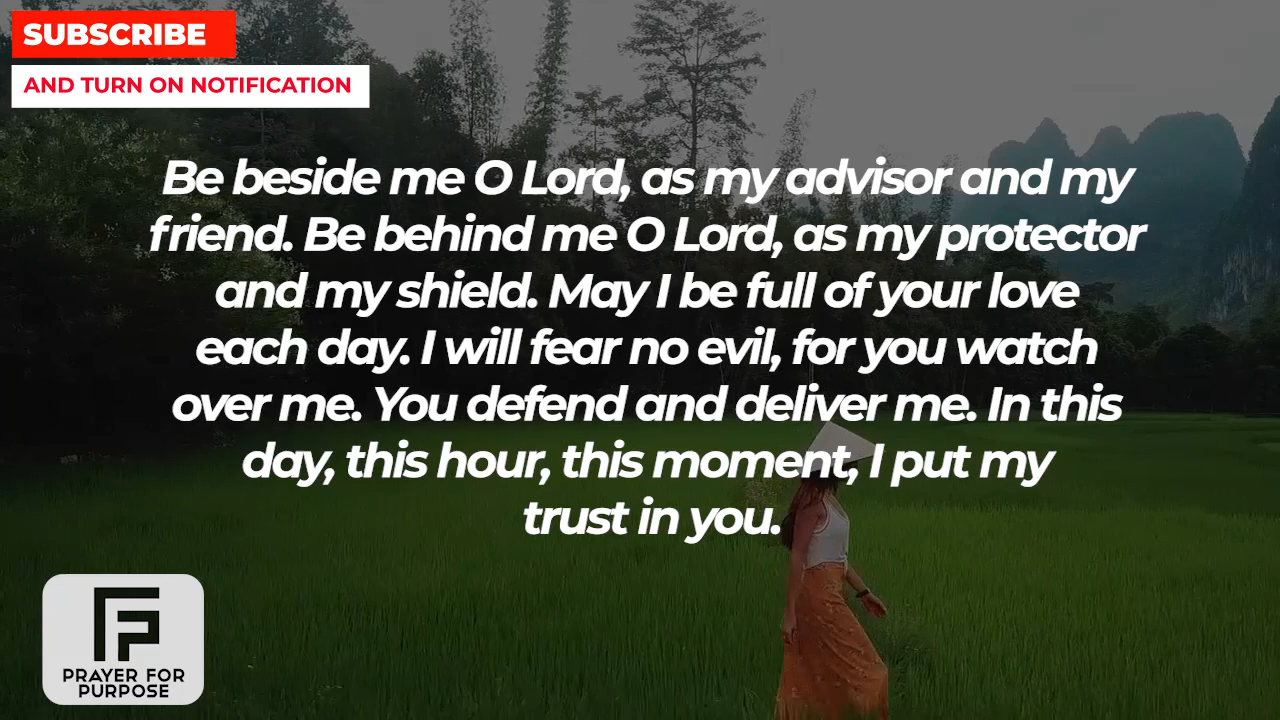 SUBSCRIBE
AND TURN ON NOTIFICATION
Be beside me O Lord, as my advisor and my
friend. Be behind me O Lord, as my protector
and my shield. May I be full of your love
each day. I will fear no evil, for you watch
over me. You defend and deliver me. In this
day, this hour, this moment, I put my
trust in you.
PRAYER FOR
PURPOSE